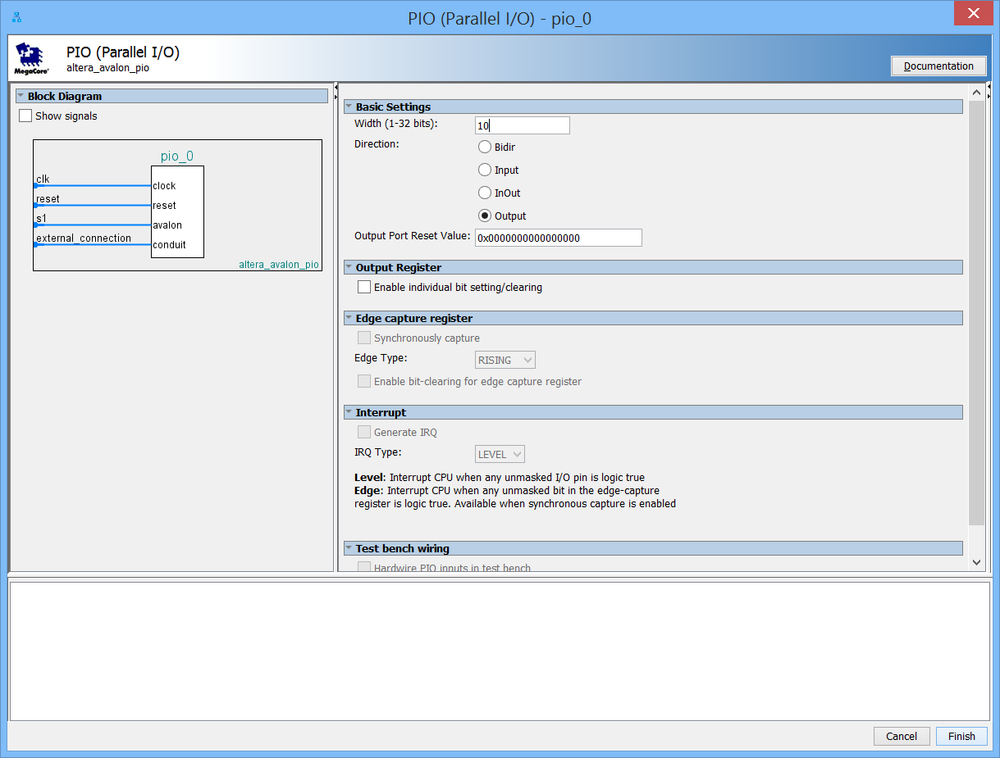 PIO (Parallel I/O) - pio_0
MegaCore®
PIO (Parallel I/O)
altera_avalon_pio
Documentation
Block Diagram
Show signals
pio_0
clk
clock
reset
reset
s1
avalon
external_connection
conduit
altera_avalon_pio
Basic Settings
Width (1-32 bits):
10
Direction:
Bidir
Input
InOut
Output
Output Port Reset Value:
0x0000000000000000
Output Register
Enable individual bit setting/clearing
Edge capture register
Synchronously capture
Edge Type:
RISING
Enable bit-clearing for edge capture register
Interrupt
Generate IRQ
IRQ Type:
LEVEL
Level: Interrupt CPU when any unmasked I/O pin is logic true
Edge: Interrupt CPU when any unmasked bit in the edge-capture
register is logic true. Available when synchronous capture is enabled
Test bench wiring
Hardwire PIO inputs in test bench
Cancel
Finish